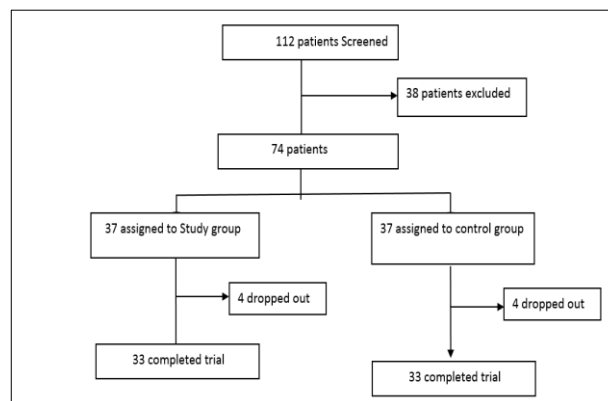 112 patients Screened
38 patients excluded
74 patients
37 assigned to Study group
37 assigned to control group
4 dropped out
4 dropped out
33 completed trial
33 completed trial